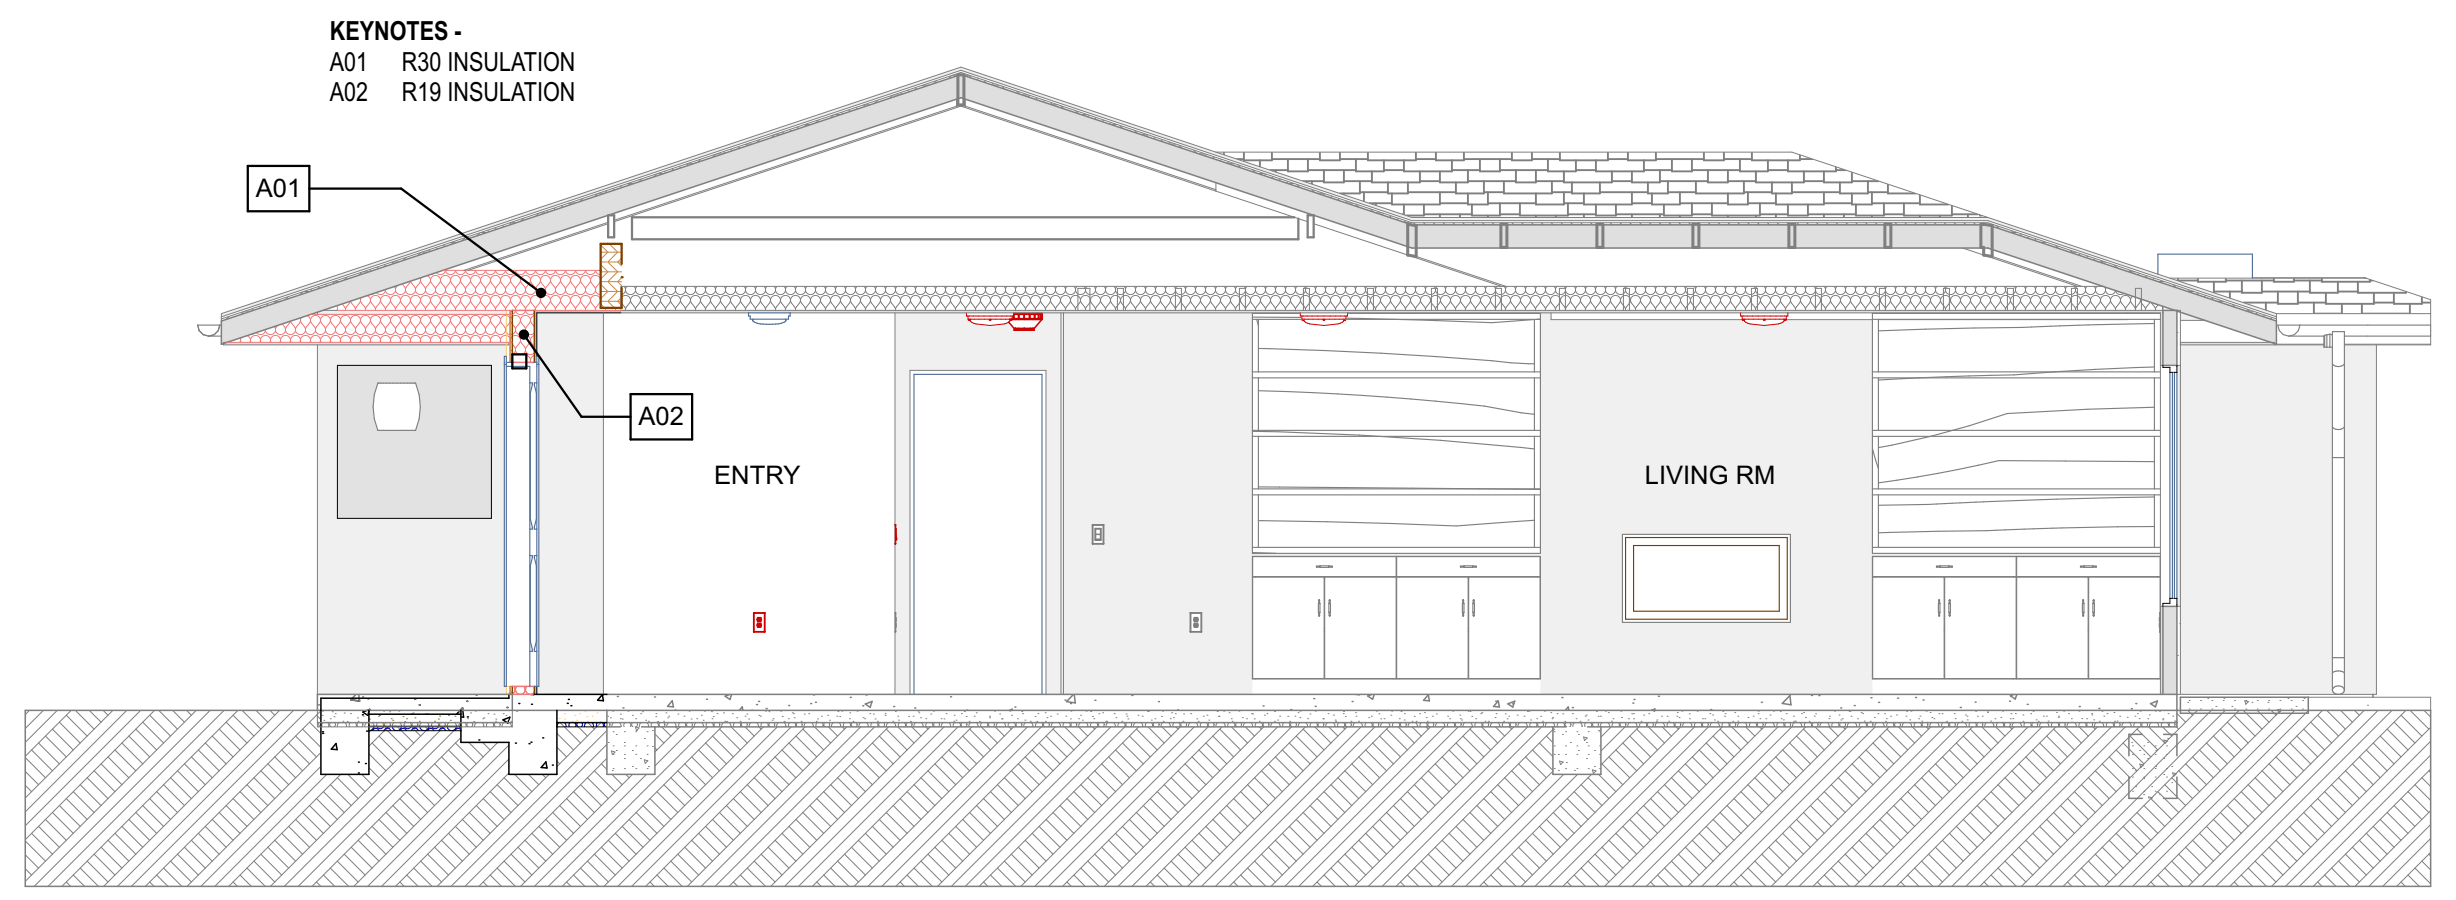 KEYNOTES -
A01 R30 INSULATION
A02 R19 INSULATION
A01
A02
ENTRY
LIVING RM